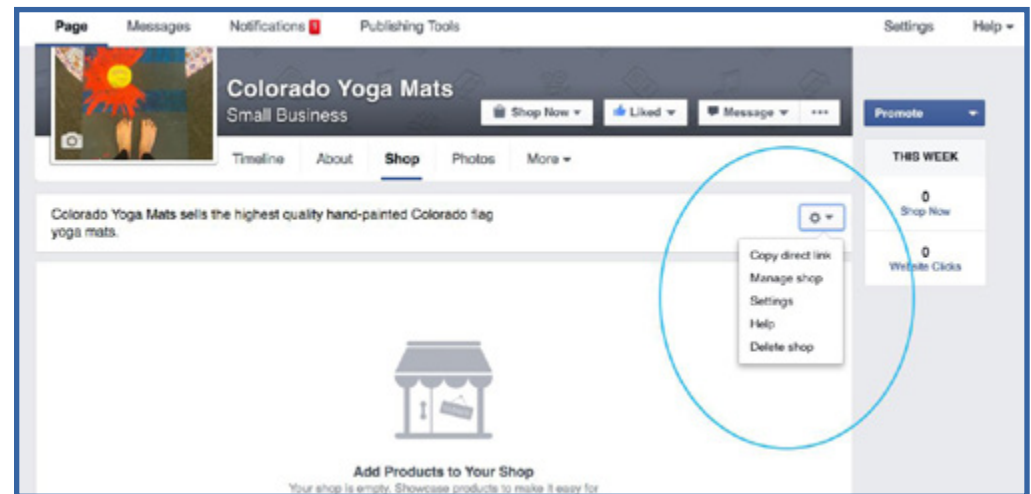 Page Messages Notifications 1 Publishing Tools Settings Help
Colorado Yoga Mats
Small Business
Shop Now Liked Message ...
Promote
Timeline About Shop Photos More
THIS WEEK
0
Shop Now
0
Website Clicks
Colorado Yoga Mats sells the highest quality hand-painted Colorado flag
yoga mats.
Copy direct link
Manage shop
Settings
Help
Delete shop
Add Products to Your Shop
Your shop is empty. Showcase products to make it easy for